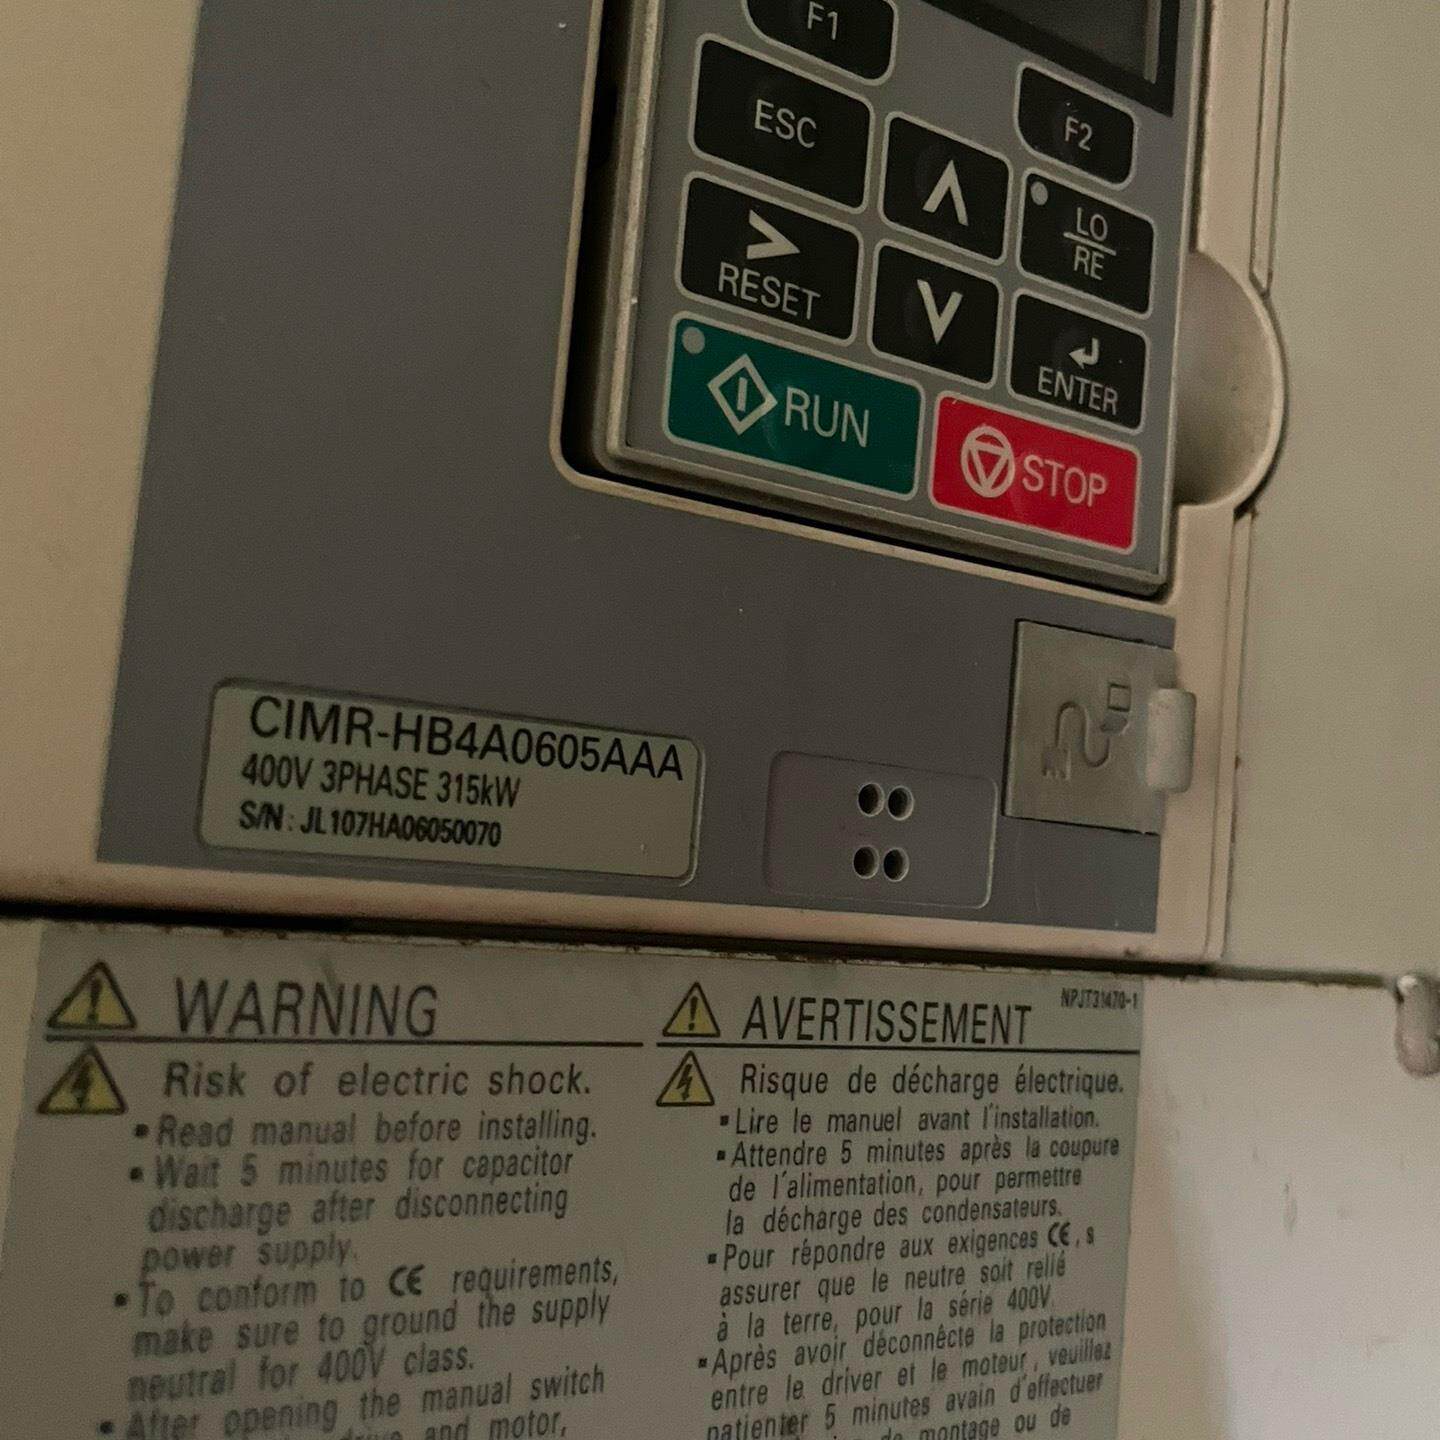 F1
ESC
F2
LO
RE
RESET
ENTER
RUN
STOP
CIMR-HB4A0605AAA
400V 3PHASE 315kW
S/N : JL107HA06050070
WARNING
Risk of electric shock.
▪Read manual before installing.
▪Wait 5 minutes for capacitor
discharge after disconnecting
power supply.
▪To conform to CE requirements,
make sure to ground the supply
neutral for 400V class.
▪After opening the manual switch
drive and motor,
NPJT31470-1
AVERTISSEMENT
Risque de décharge électrique.
▪Lire le manuel avant l'installation.
▪Attendre 5 minutes après la coupure
de l'alimentation, pour permettre
la décharge des condensateurs.
▪Pour répondre aux exigences CE, s
assurer que le neutre soit relié
à la terre, pour la série 400V.
▪Après avoir déconnêcte la protection
entre le driver et le moteur, veuillez
patienter 5 minutes avain d'effectuer
de montage ou de